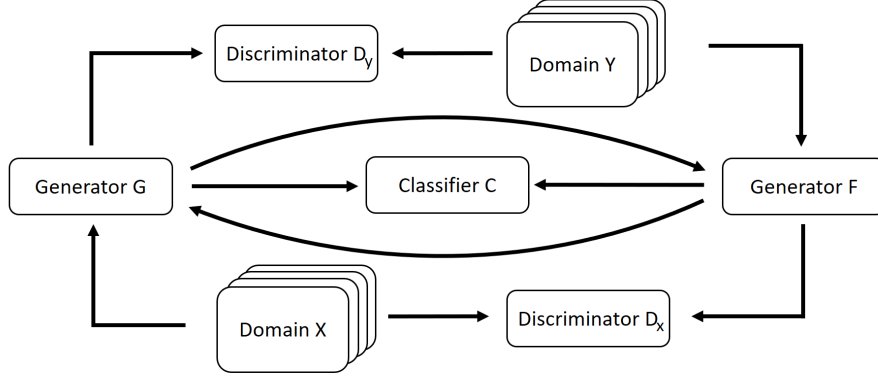 Discriminator Dy
Domain Y
Generator G
Classifier C
Generator F
Domain X
Discriminator Dx